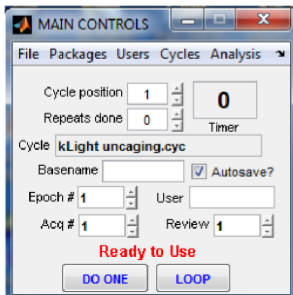 MAIN CONTROLS
File Packages Users Cycles Analysis
Cycle position 1
0
Repeats done 0
Timer
Cycle kLight uncaging.cyc
Basename Autosave?
Epoch # 1 User
Acq # 1 Review 1
Ready to Use
DO ONE LOOP